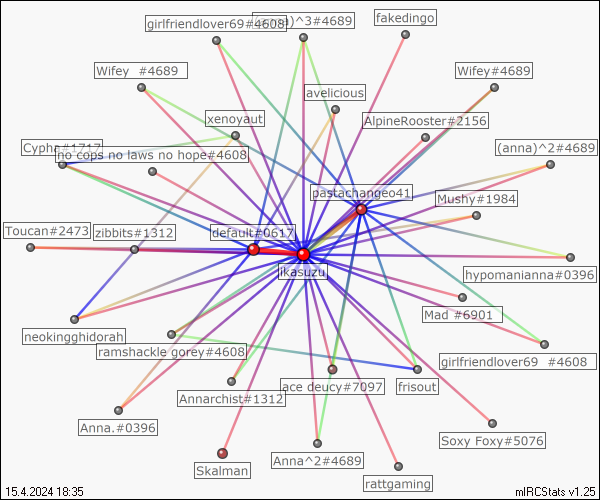 fakedingo
girlfriendlover69#4608
)^3#4689
Wifey #4689
Wifey#4689
avelicious
xenoyaut
AlpineRooster#2156
Cypha#1717
(anna)^2#4689
no cops no laws no hope#4608
pastachangeo41
Mushy#1984
Toucan#2473
zibbits#1312
default#0617
ikasuzu
hypomanianna#0396
Mad #6901
neokingghidorah
ramshackle gorey#4608
girlfriendlover69 #4608
ace deucy#7097
frisout
Annarchist#1312
Anna.#0396
Soxy Foxy#5076
Anna^2#4689
Skalman
rattgaming
15.4.2024 18:35
mIRCStats v1.25